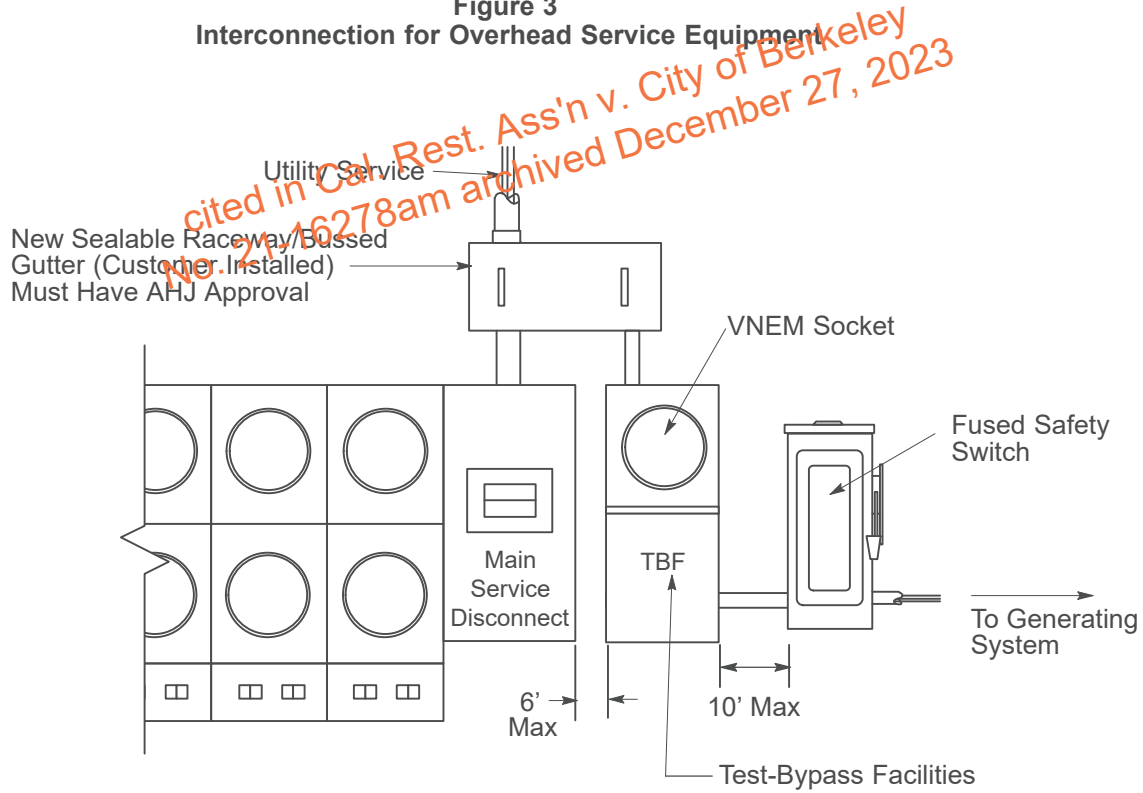 Figure 3
Interconnection for Overhead Service Equipment
cited in Cal. Rest. Ass'n v. City of Berkeley
No. 21-16278am archived December 27, 2023
Utility Service
New Sealable Raceway/Bussed
Gutter (Customer Installed)
Must Have AHJ Approval
VNEM Socket
Fused Safety
Switch
Main
Service
Disconnect
TBF
To Generating
System
6’
Max
10’ Max
Test-Bypass Facilities